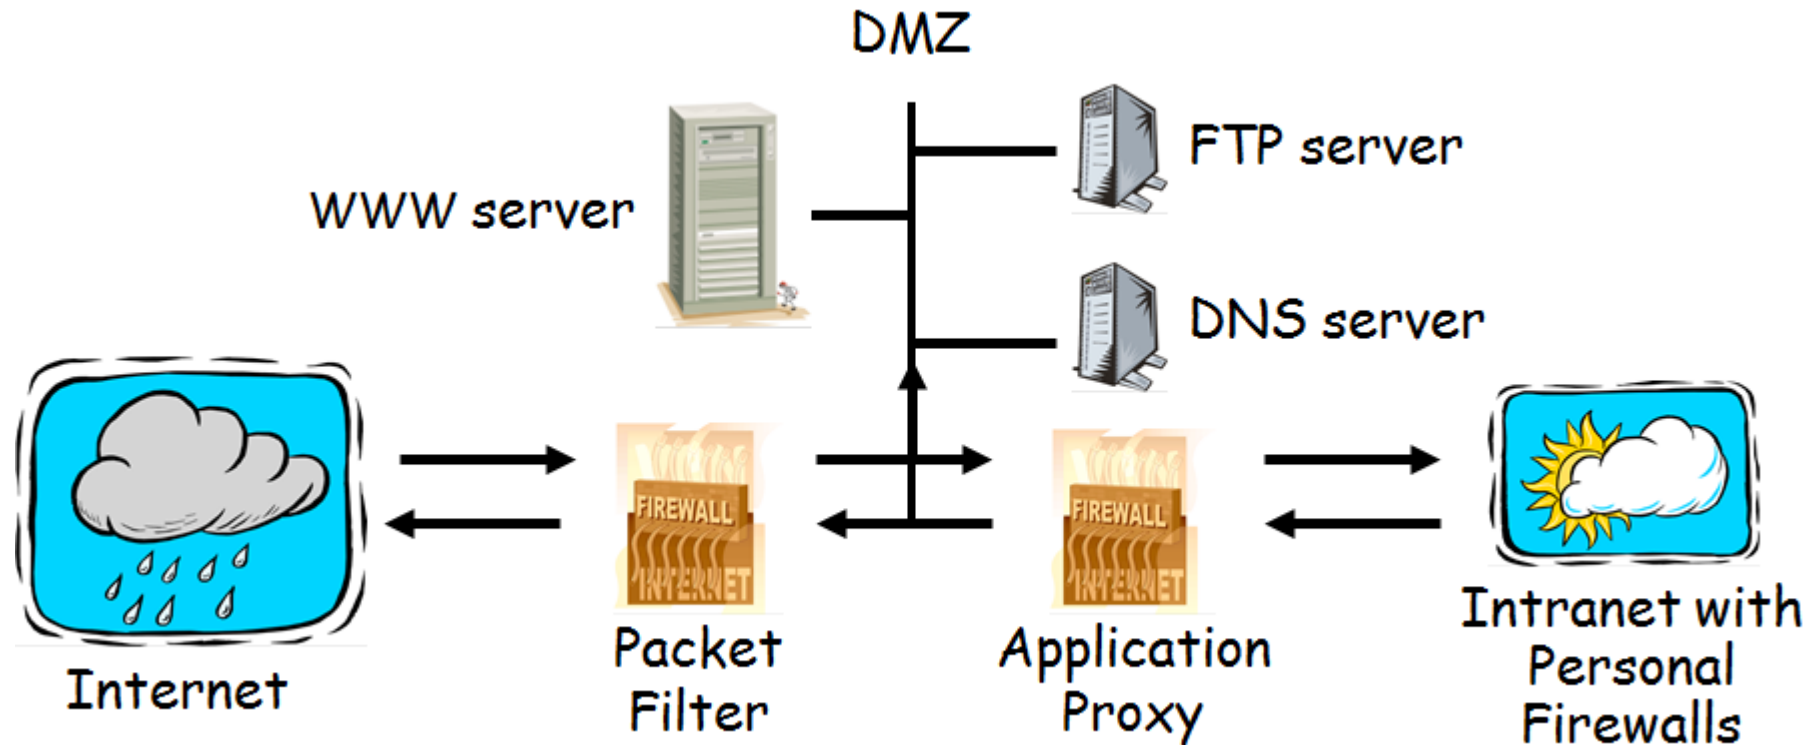 DMZ
FTP server
WWW server
DNS server
FIREWALL
INTERNET
FIREWALL
INTERNET
Internet
Packet
Filter
Application
Proxy
Intranet with
Personal
Firewalls